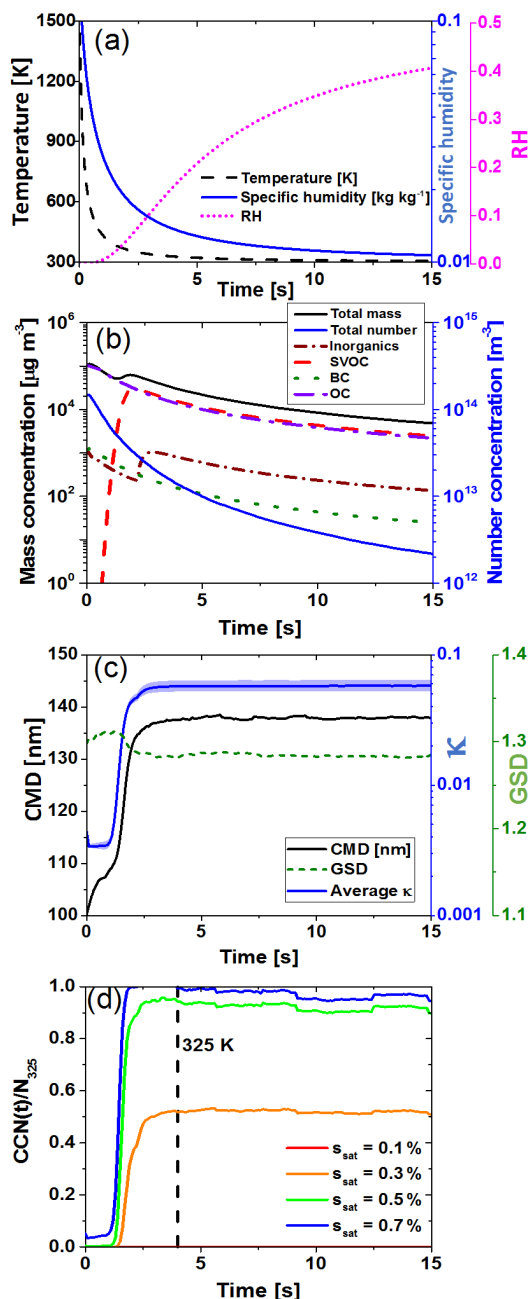 (a)
1500
1200
900
600
300
Temperature [K]
0.1
0.01
Specific humidity
0.5
0.4
0.3
0.2
0.1
0.0
RH
Temperature [K]
Specific humidity [kg kg⁻¹]
RH
0 5 10 15
Time [s]
(b)
10⁶
10⁴
10²
10⁰
Mass concentration [µg m⁻³]
10¹⁵
10¹⁴
10¹³
10¹²
Number concentration [m⁻³]
Total mass
Total number
Inorganics
SVOC
BC
OC
0 5 10 15
Time [s]
(c)
150
140
130
120
110
100
CMD [nm]
0.1
0.01
0.001
κ
1.4
1.3
1.2
1.1
GSD
CMD [nm]
GSD
Average κ
0 5 10 15
Time [s]
(d)
1.0
0.8
0.6
0.4
0.2
0.0
CCN(t)/N₃₂₅
325 K
s_sat = 0.1%
s_sat = 0.3%
s_sat = 0.5%
s_sat = 0.7%
0 5 10 15
Time [s]